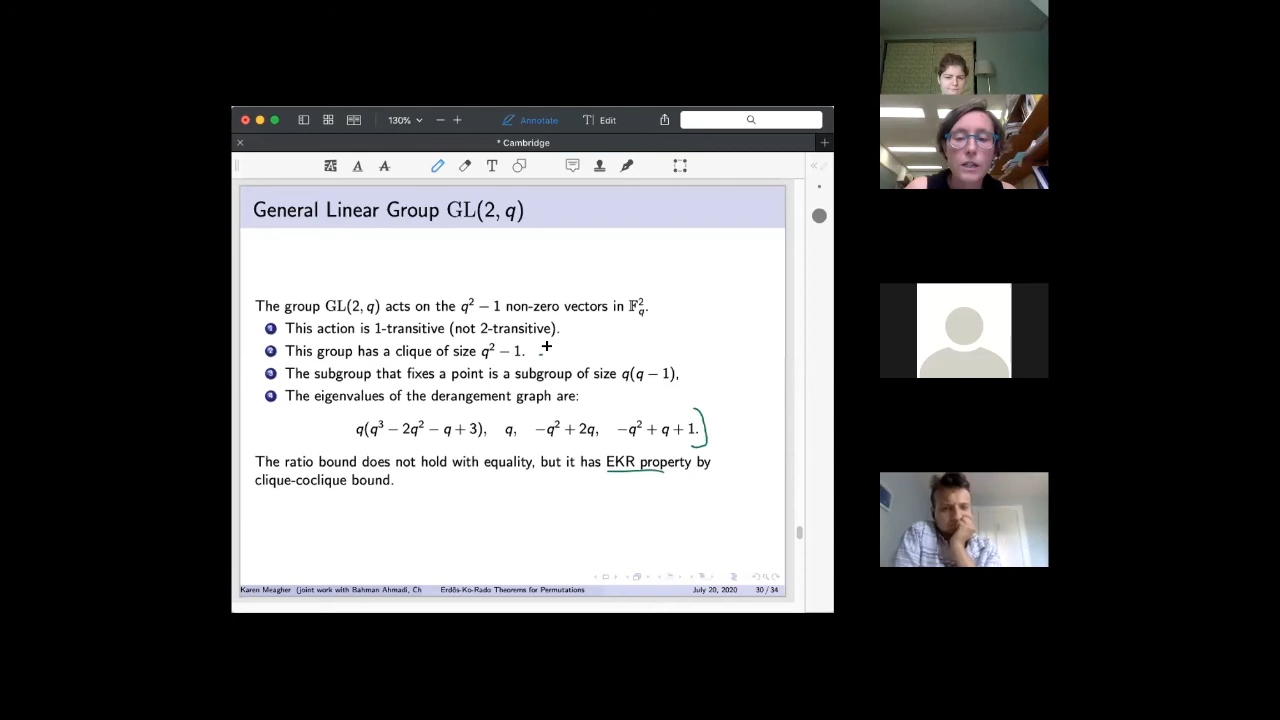 130%
Annotate
Edit
* Cambridge
General Linear Group GL(2, q)
The group GL(2, q) acts on the q² − 1 non-zero vectors in 𝔽_q².
1 This action is 1-transitive (not 2-transitive).
2 This group has a clique of size q² − 1.
3 The subgroup that fixes a point is a subgroup of size q(q − 1),
4 The eigenvalues of the derangement graph are:
q(q³ − 2q² − q + 3), q, −q² + 2q, −q² + q + 1.
The ratio bound does not hold with equality, but it has EKR property by
clique-coclique bound.
Karen Meagher (joint work with Bahman Ahmadi, Ch Erdős-Ko-Rado Theorems for Permutations July 20, 2020 30 / 34